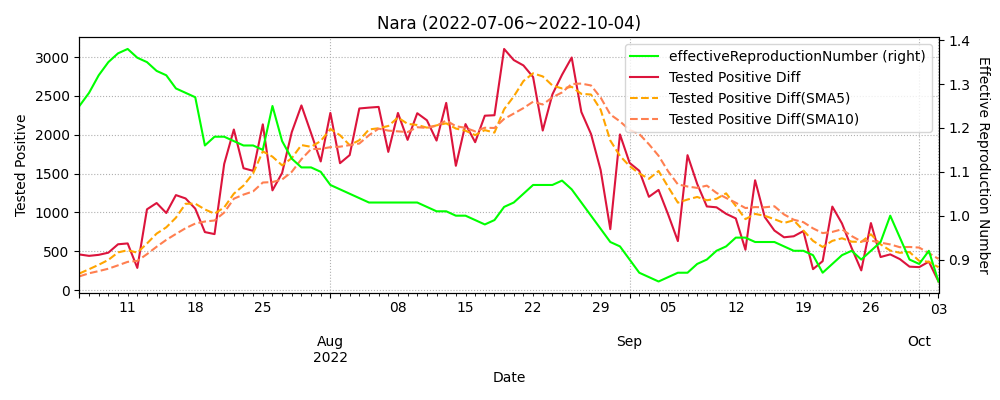 Nara (2022-07-06~2022-10-04)
effectiveReproductionNumber (right)
Tested Positive Diff
Tested Positive Diff(SMA5)
Tested Positive Diff(SMA10)
Tested Positive
3000
2500
2000
1500
1000
500
0
1.4
1.3
1.2
1.1
1.0
0.9
Effective Reproduction Number
11 18 25 08 15 22 29 05 12 19 26 03
Aug Sep Oct
2022
Date